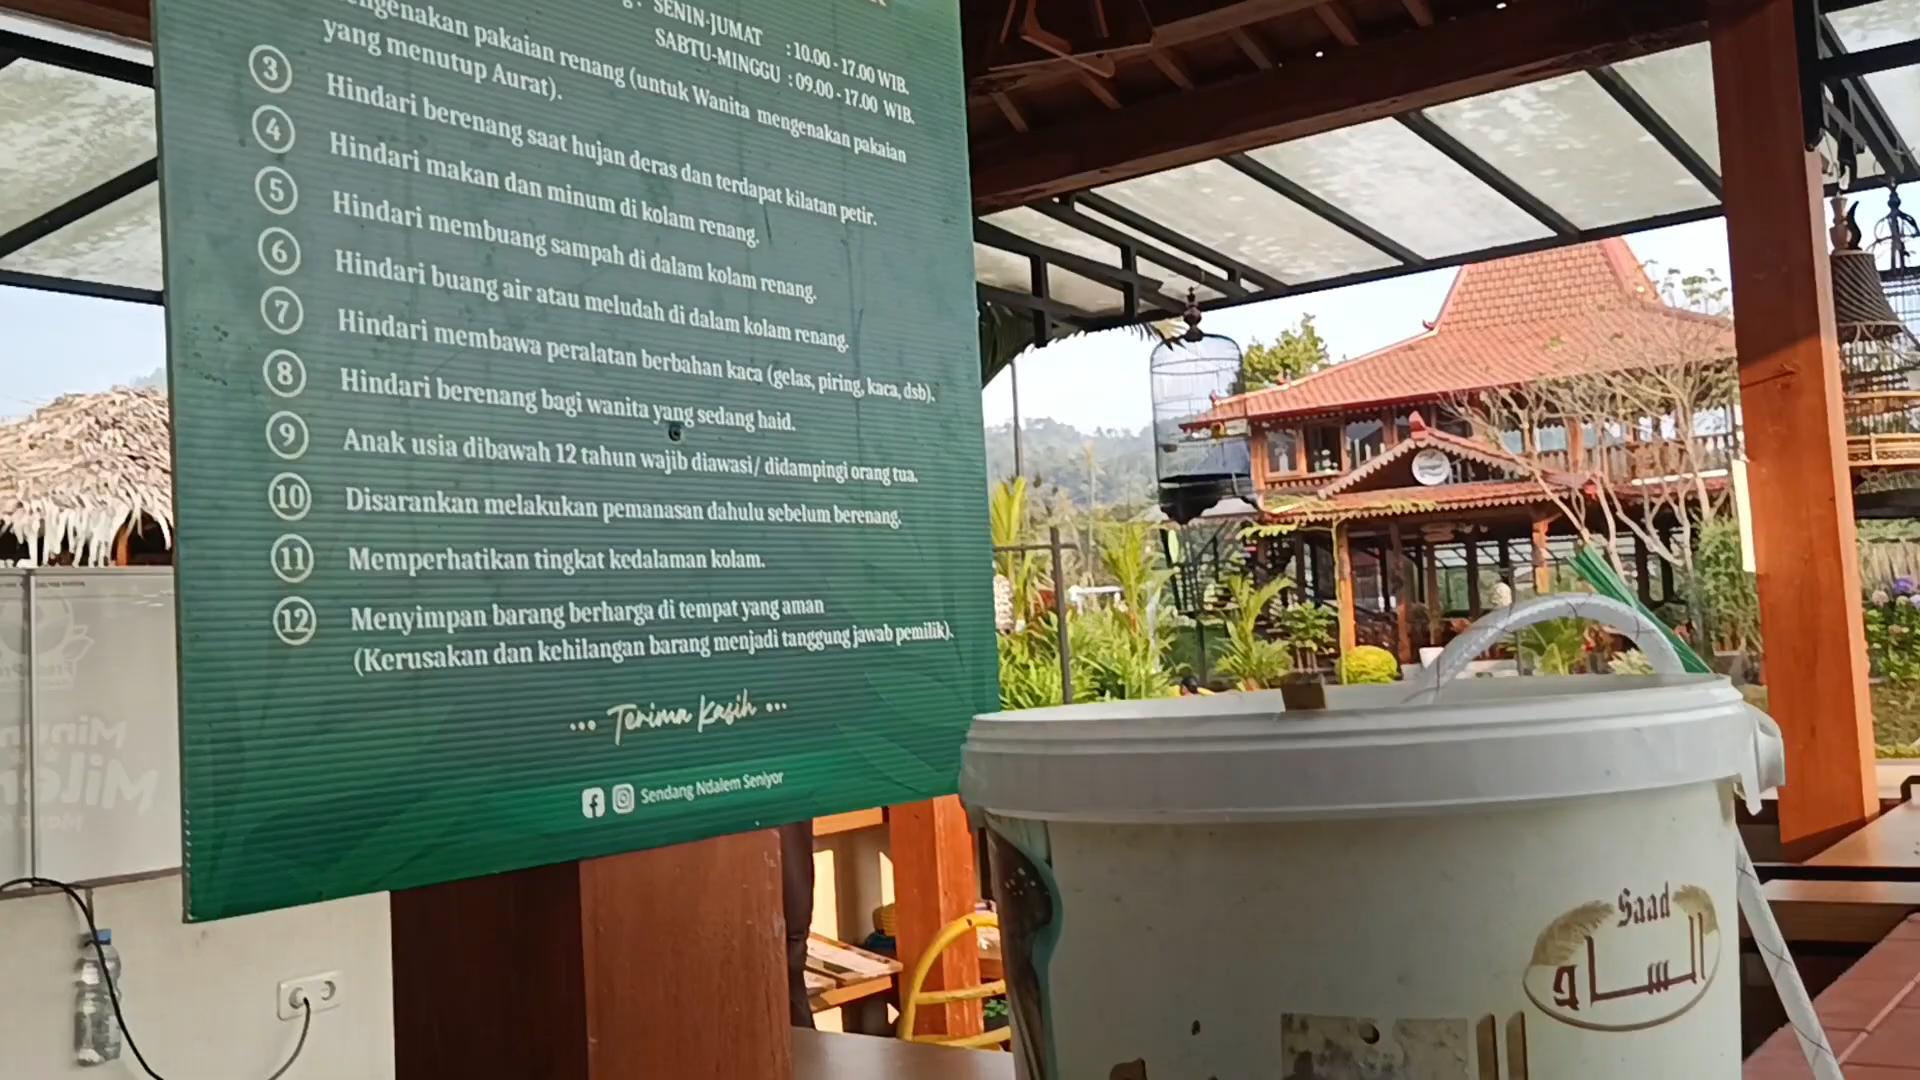 SENIN-JUMAT : 10.00 - 17.00 WIB.
SABTU-MINGGU : 09.00 - 17.00 WIB.
pakaian renang (untuk Wanita mengenakan pakaian
yang menutup Aurat).
3 Hindari berenang saat hujan deras dan terdapat kilatan petir.
4 Hindari makan dan minum di kolam renang.
5 Hindari membuang sampah di dalam kolam renang.
6 Hindari buang air atau meludah di dalam kolam renang.
7 Hindari membawa peralatan berbahan kaca (gelas, piring, kaca, dsb).
8 Hindari berenang bagi wanita yang sedang haid.
9 Anak usia dibawah 12 tahun wajib diawasi/ didampingi orang tua.
10 Disarankan melakukan pemanasan dahulu sebelum berenang.
11 Memperhatikan tingkat kedalaman kolam.
12 Menyimpan barang berharga di tempat yang aman
(Kerusakan dan kehilangan barang menjadi tanggung jawab pemilik).
... Terima Kasih ...
Sendang Ndalem Seniyor
Saad